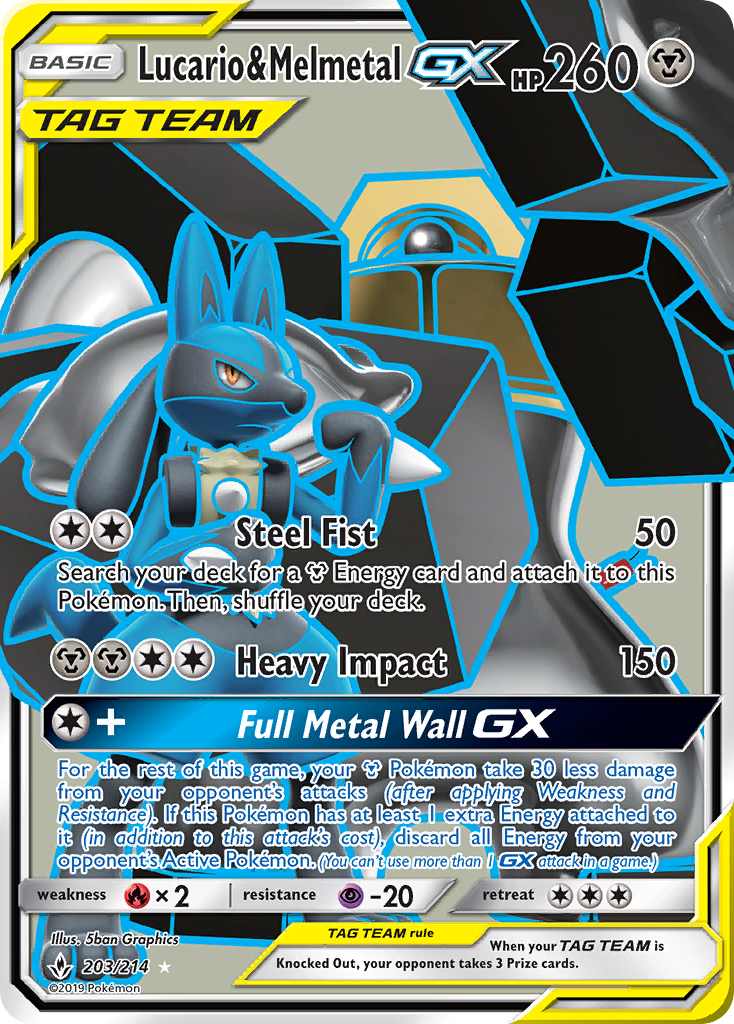 BASIC Lucario&Melmetal GX HP260
TAG TEAM
Steel Fist 50
Search your deck for a Energy card and attach it to this
Pokémon. Then, shuffle your deck.
Heavy Impact 150
+ Full Metal Wall GX
For the rest of this game, your Pokémon take 30 less damage
from your opponent's attacks (after applying Weakness and
Resistance). If this Pokémon has at least 1 extra Energy attached to
it (in addition to this attack's cost), discard all Energy from your
opponent's Active Pokémon. (You can't use more than 1 GX attack in a game.)
weakness ×2 resistance -20 retreat
Illus. 5ban Graphics
203/214
©2019 Pokémon
TAG TEAM rule
When your TAG TEAM is
Knocked Out, your opponent takes 3 Prize cards.